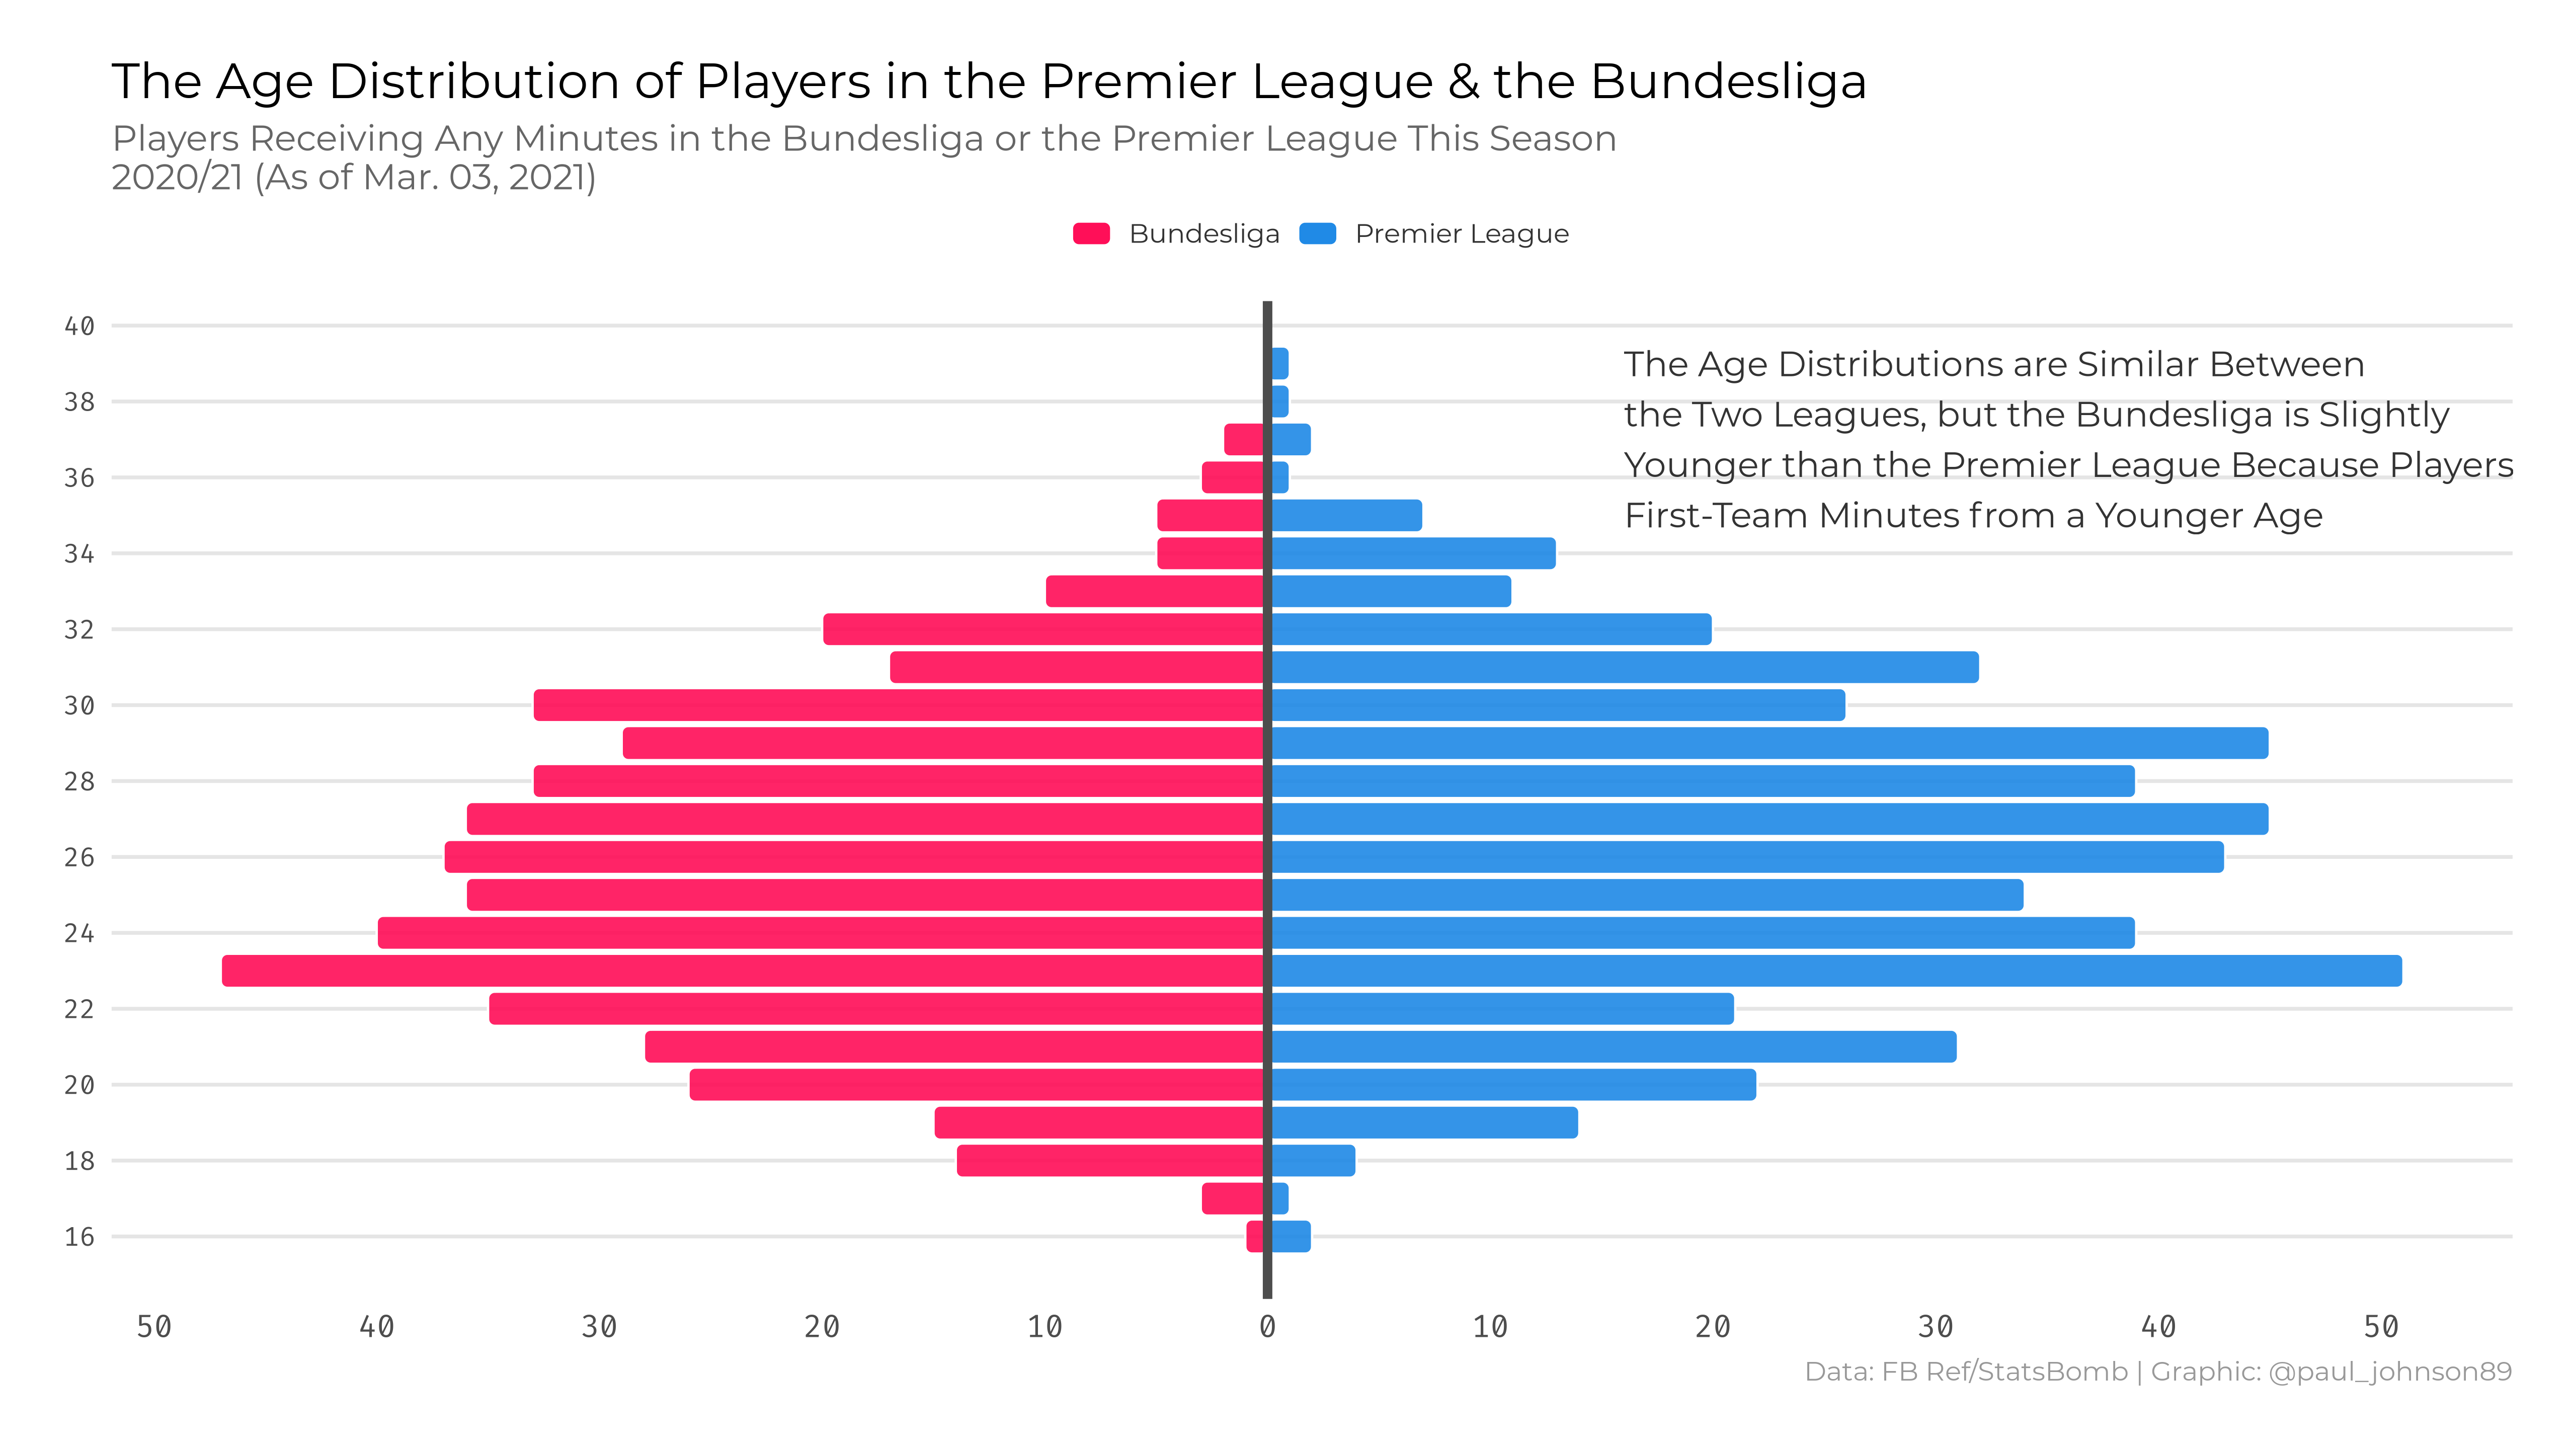 The Age Distribution of Players in the Premier League & the Bundesliga
Players Receiving Any Minutes in the Bundesliga or the Premier League This Season
2020/21 (As of Mar. 03, 2021)
Bundesliga Premier League
40
The Age Distributions are Similar Between
38
the Two Leagues, but the Bundesliga is Slightly
Younger than the Premier League Because Players
36
First-Team Minutes from a Younger Age
34
32
30
28
26
24
22
20
18
16
50 40 30 20 10 0 10 20 30 40 50
Data: FB Ref/StatsBomb | Graphic: @paul_johnson89